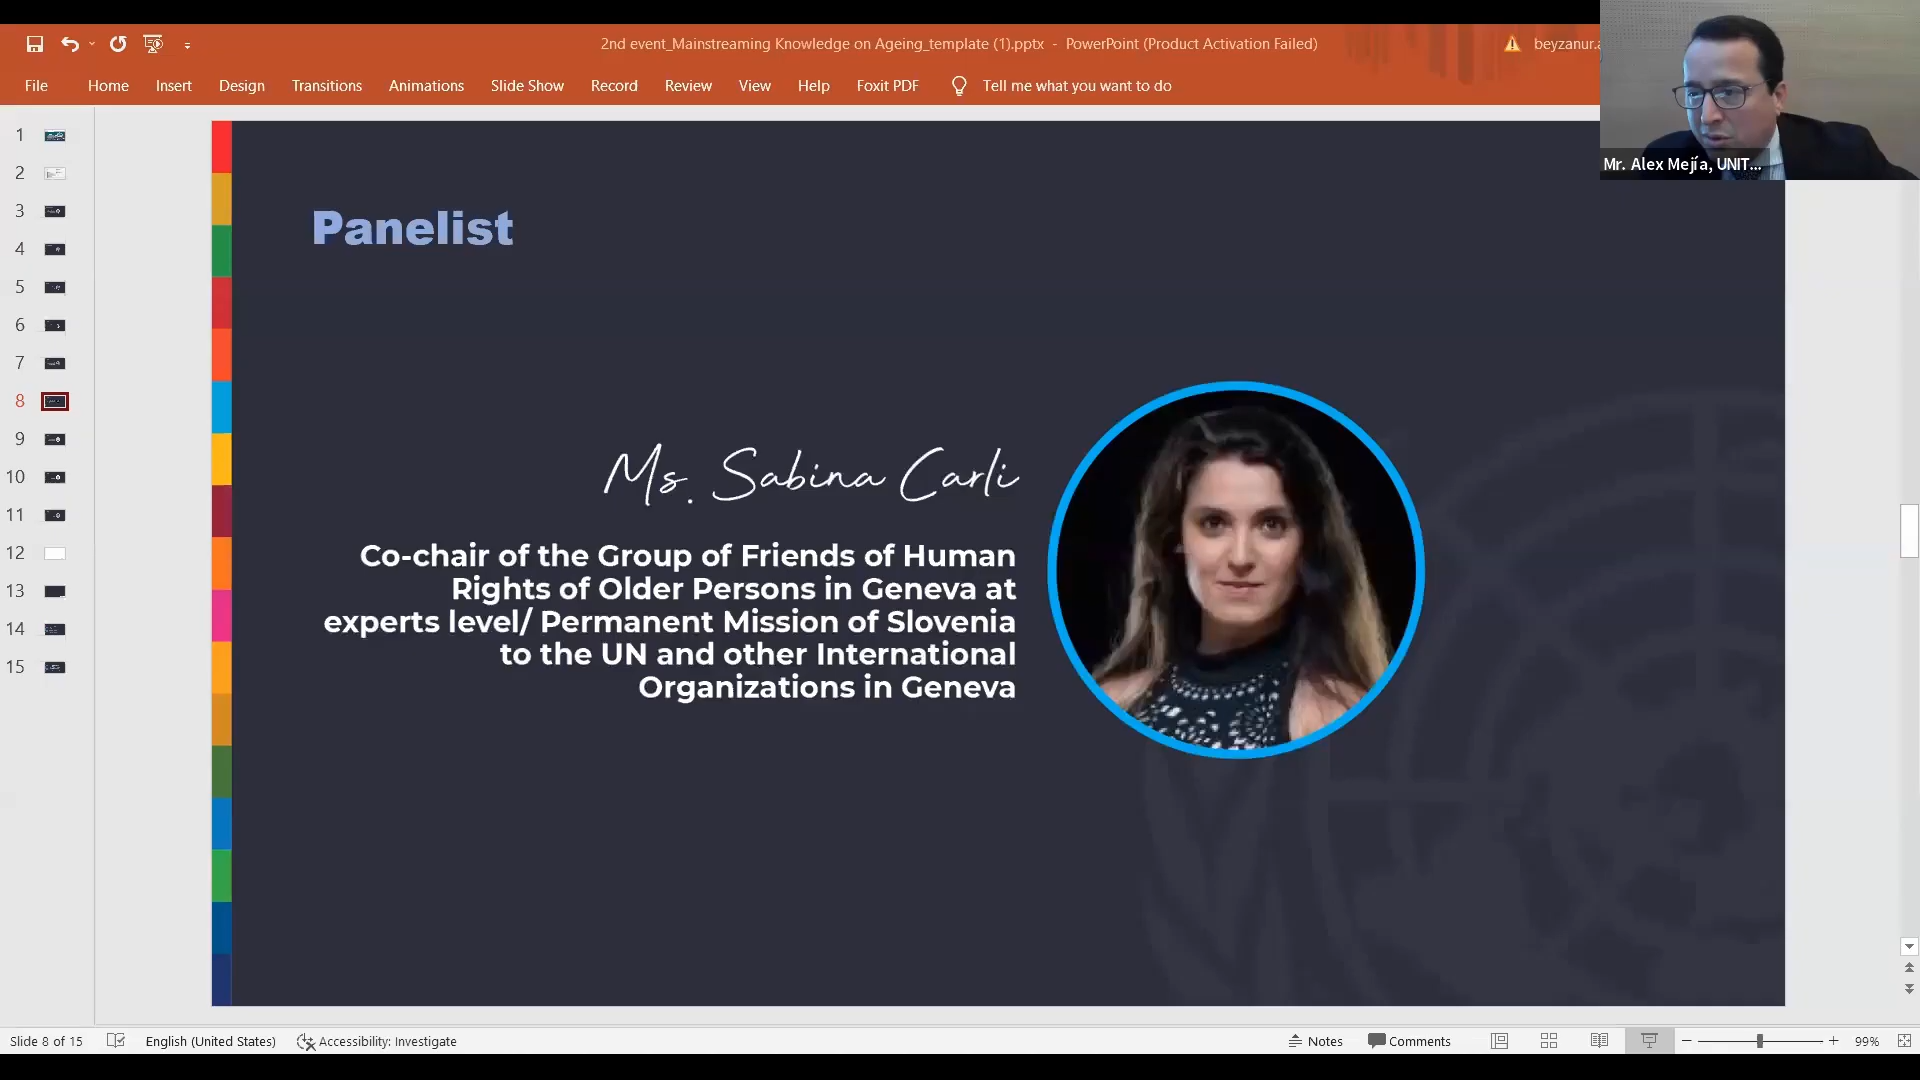 2nd event_Mainstreaming Knowledge on Ageing_template (1).pptx - PowerPoint (Product Activation Failed)
beyzanur.a
File Home Insert Design Transitions Animations Slide Show Record Review View Help Foxit PDF Tell me what you want to do
Mr. Alex Mejía, UNIT...
1
2
3
4
5
6
7
8
9
10
11
12
13
14
15
Panelist
Ms. Sabina Carli
Co-chair of the Group of Friends of Human
Rights of Older Persons in Geneva at
experts level/ Permanent Mission of Slovenia
to the UN and other International
Organizations in Geneva
Slide 8 of 15 English (United States) Accessibility: Investigate Notes Comments 99%